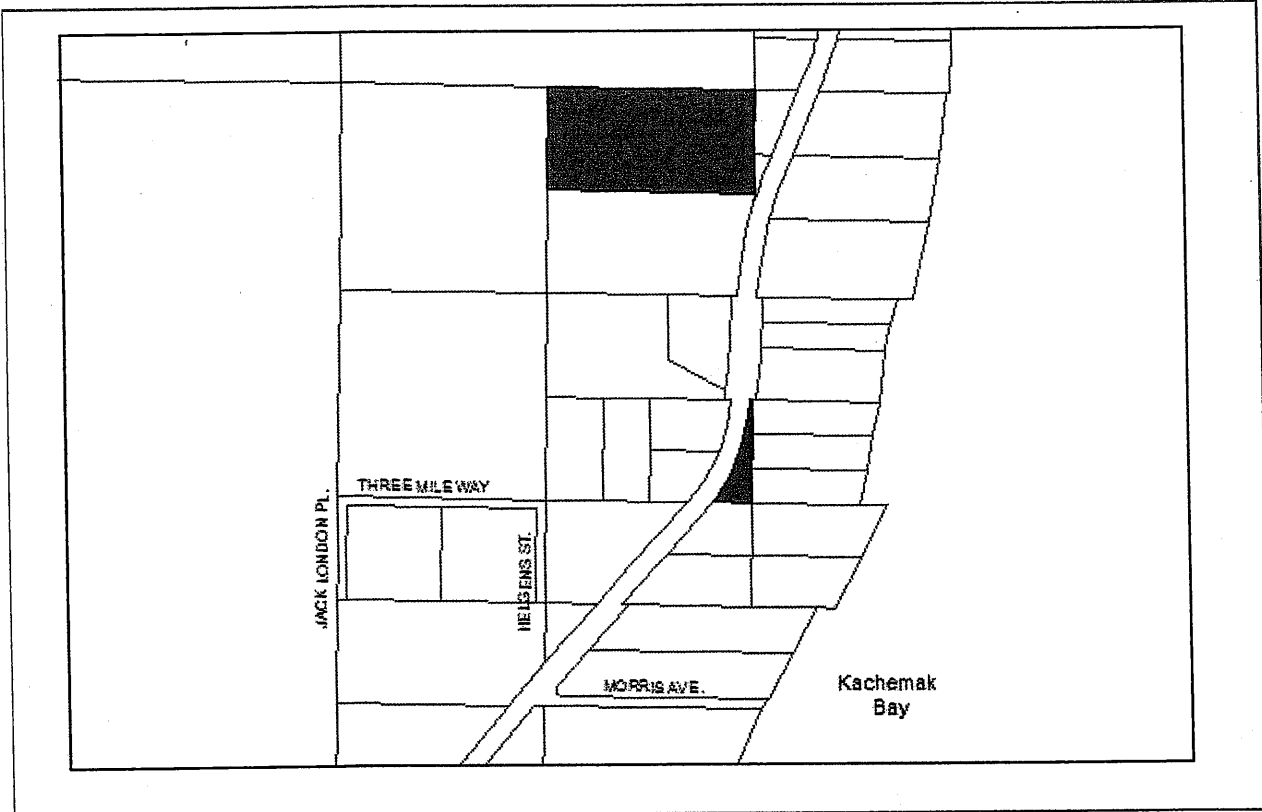 THREE MILE WAY
JACK LONDON PL.
HELGENS ST.
MORRIS AVE.
Kachemak
Bay